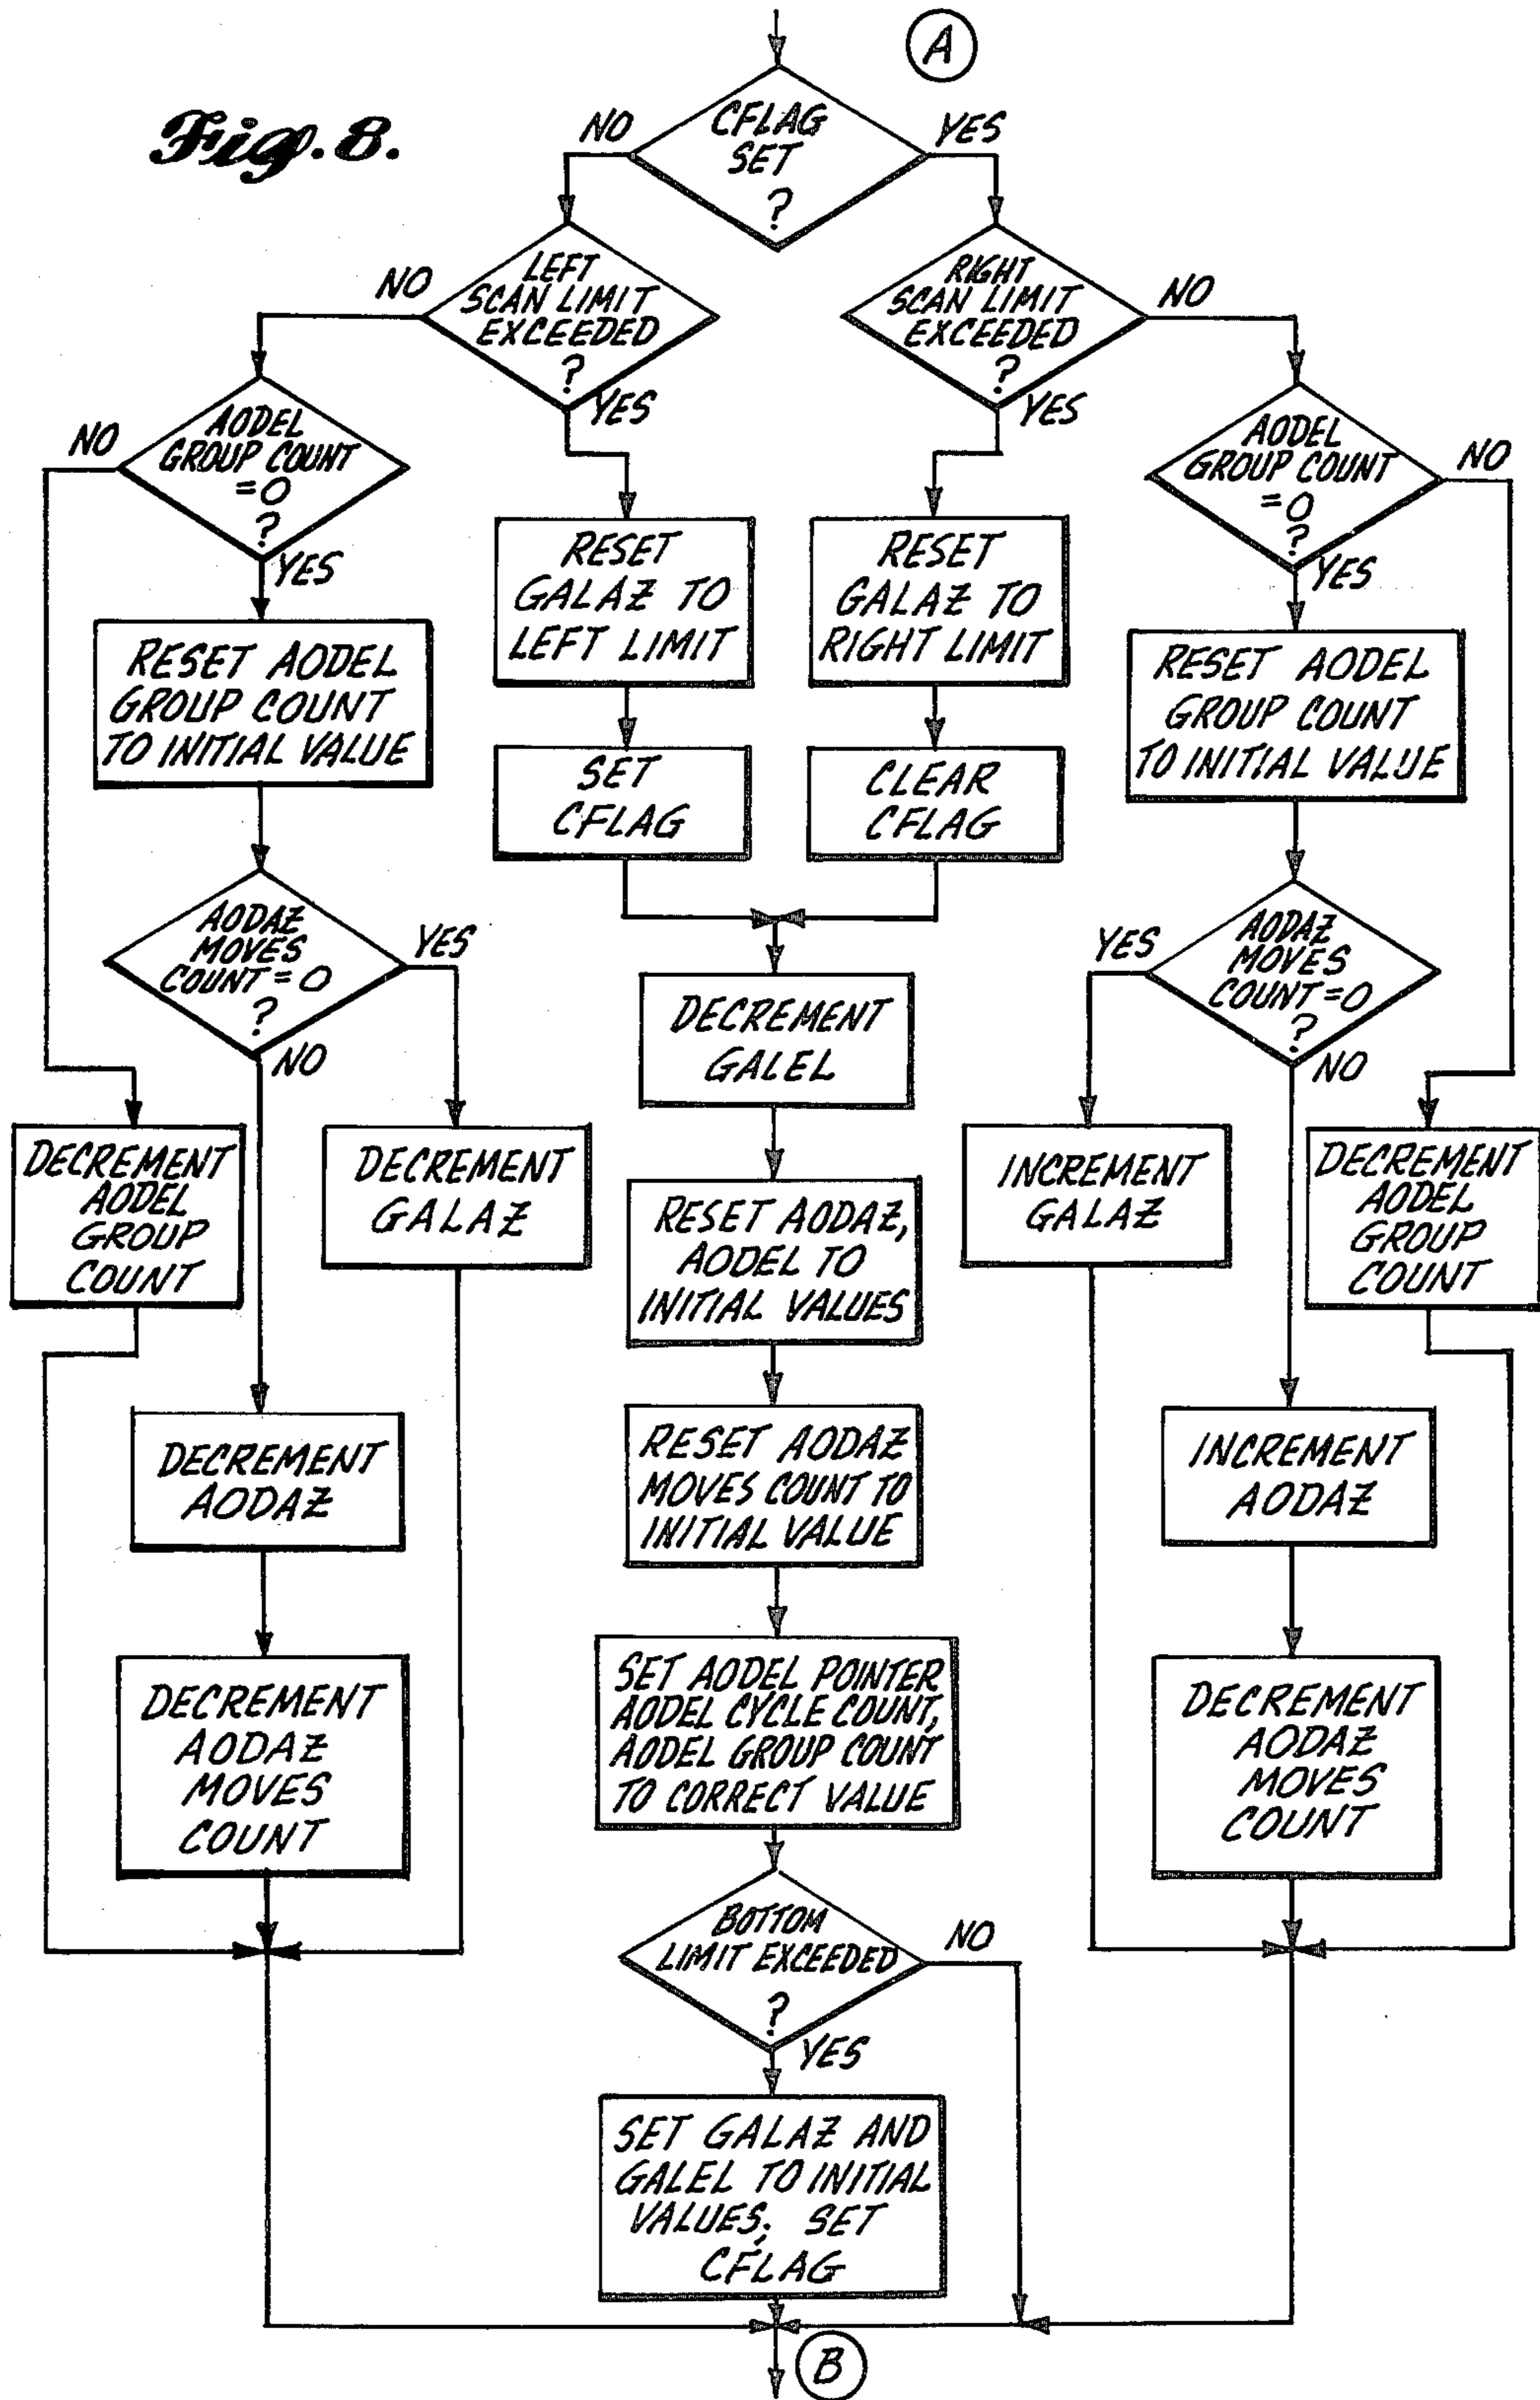 Fig. 8.
A
CFLAG
SET
?
NO
YES
LEFT
SCAN LIMIT
EXCEEDED
?
NO
YES
RIGHT
SCAN LIMIT
EXCEEDED
?
NO
YES
AODEL
GROUP COUNT
=0
?
NO
YES
RESET
GALAZ TO
LEFT LIMIT
RESET
GALAZ TO
RIGHT LIMIT
AODEL
GROUP COUNT
=0
?
NO
YES
RESET AODEL
GROUP COUNT
TO INITIAL VALUE
SET
CFLAG
CLEAR
CFLAG
RESET AODEL
GROUP COUNT
TO INITIAL VALUE
AODAZ
MOVES
COUNT=0
?
YES
NO
DECREMENT
GALEL
AODAZ
MOVES
COUNT=0
?
YES
NO
DECREMENT
AODEL
GROUP
COUNT
DECREMENT
GALAZ
RESET AODAZ,
AODEL TO
INITIAL VALUES
INCREMENT
GALAZ
DECREMENT
AODEL
GROUP
COUNT
DECREMENT
AODAZ
RESET AODAZ
MOVES COUNT TO
INITIAL VALUE
INCREMENT
AODAZ
DECREMENT
AODAZ
MOVES
COUNT
SET AODEL POINTER
AODEL CYCLE COUNT,
AODEL GROUP COUNT
TO CORRECT VALUE
DECREMENT
AODAZ
MOVES
COUNT
BOTTOM
LIMIT EXCEEDED
?
NO
YES
SET GALAZ AND
GALEL TO INITIAL
VALUES; SET
CFLAG
B